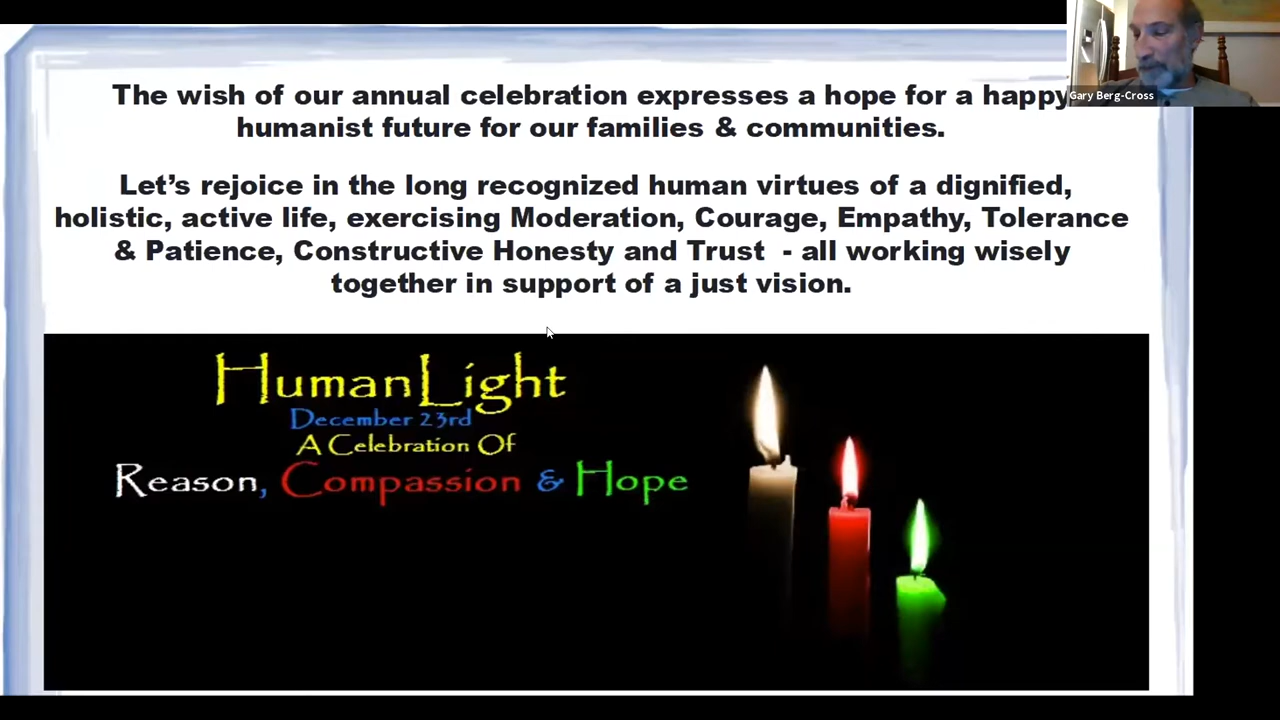 The wish of our annual celebration expresses a hope for a happy
humanist future for our families & communities.
Let’s rejoice in the long recognized human virtues of a dignified,
holistic, active life, exercising Moderation, Courage, Empathy, Tolerance
& Patience, Constructive Honesty and Trust  - all working wisely
together in support of a just vision.
Gary Berg-Cross
HumanLight
December 23rd
A Celebration Of
Reason, Compassion & Hope